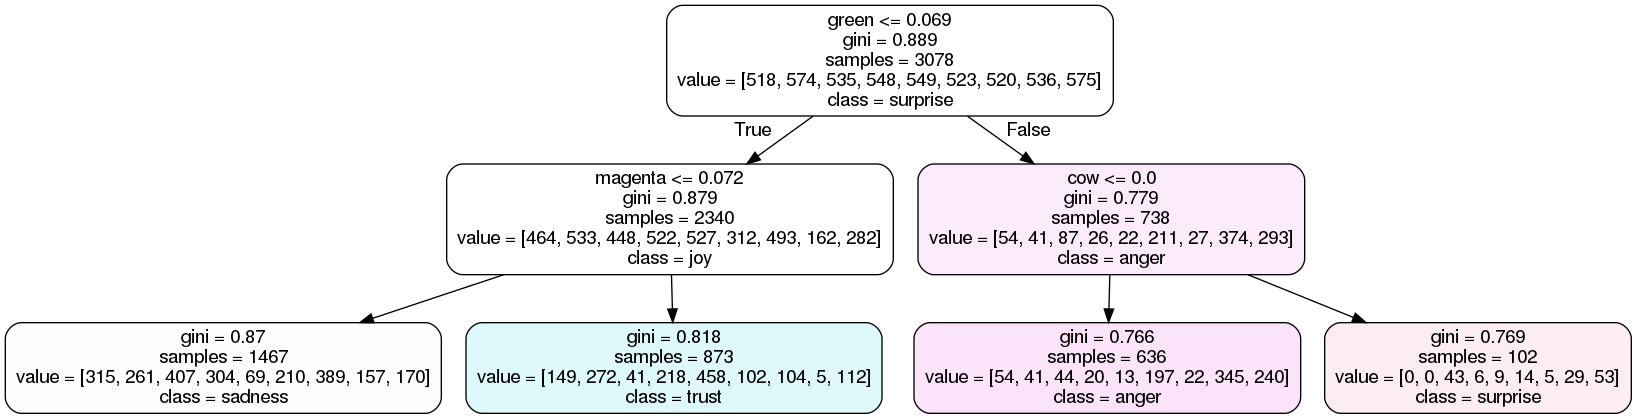 green <= 0.069
gini = 0.889
samples = 3078
value = [518, 574, 535, 548, 549, 523, 520, 536, 575]
class = surprise
True
False
magenta <= 0.072
gini = 0.879
samples = 2340
value = [464, 533, 448, 522, 527, 312, 493, 162, 282]
class = joy
cow <= 0.0
gini = 0.779
samples = 738
value = [54, 41, 87, 26, 22, 211, 27, 374, 293]
class = anger
gini = 0.87
samples = 1467
value = [315, 261, 407, 304, 69, 210, 389, 157, 170]
class = sadness
gini = 0.818
samples = 873
value = [149, 272, 41, 218, 458, 102, 104, 5, 112]
class = trust
gini = 0.766
samples = 636
value = [54, 41, 44, 20, 13, 197, 22, 345, 240]
class = anger
gini = 0.769
samples = 102
value = [0, 0, 43, 6, 9, 14, 5, 29, 53]
class = surprise